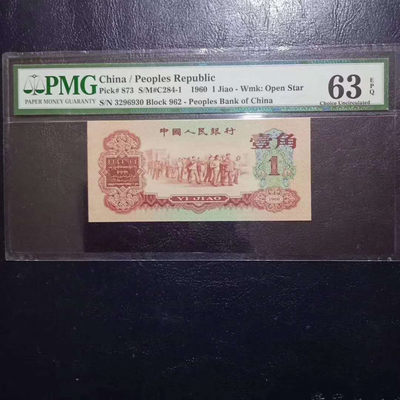 PMG
PAPER MONEY GUARANTY
China / Peoples Republic
Pick# 873 S/M#C284-1 1960 1 Jiao - Wmk: Open Star
S/N 3296930 Block 962 - Peoples Bank of China
63 EPQ
Choice Uncirculated
中國人民銀行
壹角
1
YI JIAO
1960